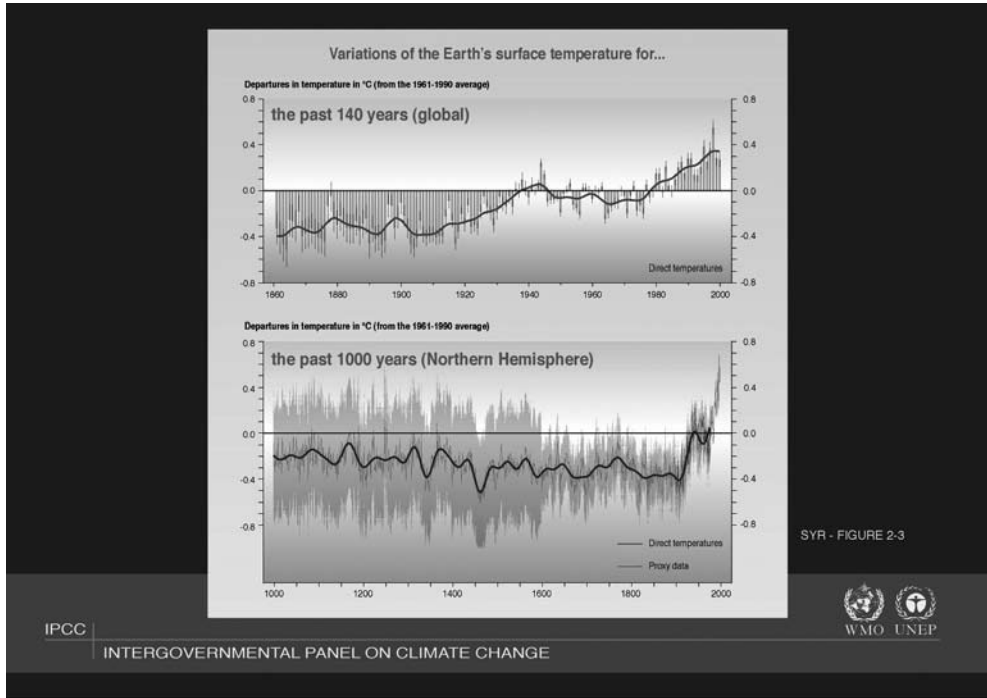 Variations of the Earth's surface temperature for...
Departures in temperature in °C (from the 1961-1990 average)
the past 140 years (global)
0.8 0.8
0.4 0.4
0.0 0.0
-0.4 -0.4
Direct temperatures
-0.8 -0.8
1860 1880 1900 1920 1940 1960 1980 2000
Departures in temperature in °C (from the 1961-1990 average)
the past 1000 years (Northern Hemisphere)
0.8 0.8
0.4 0.4
0.0 0.0
-0.4 -0.4
-0.8 -0.8
Direct temperatures
Proxy data
1000 1200 1400 1600 1800 2000
SYR - FIGURE 2-3
IPCC
INTERGOVERNMENTAL PANEL ON CLIMATE CHANGE
WMO UNEP